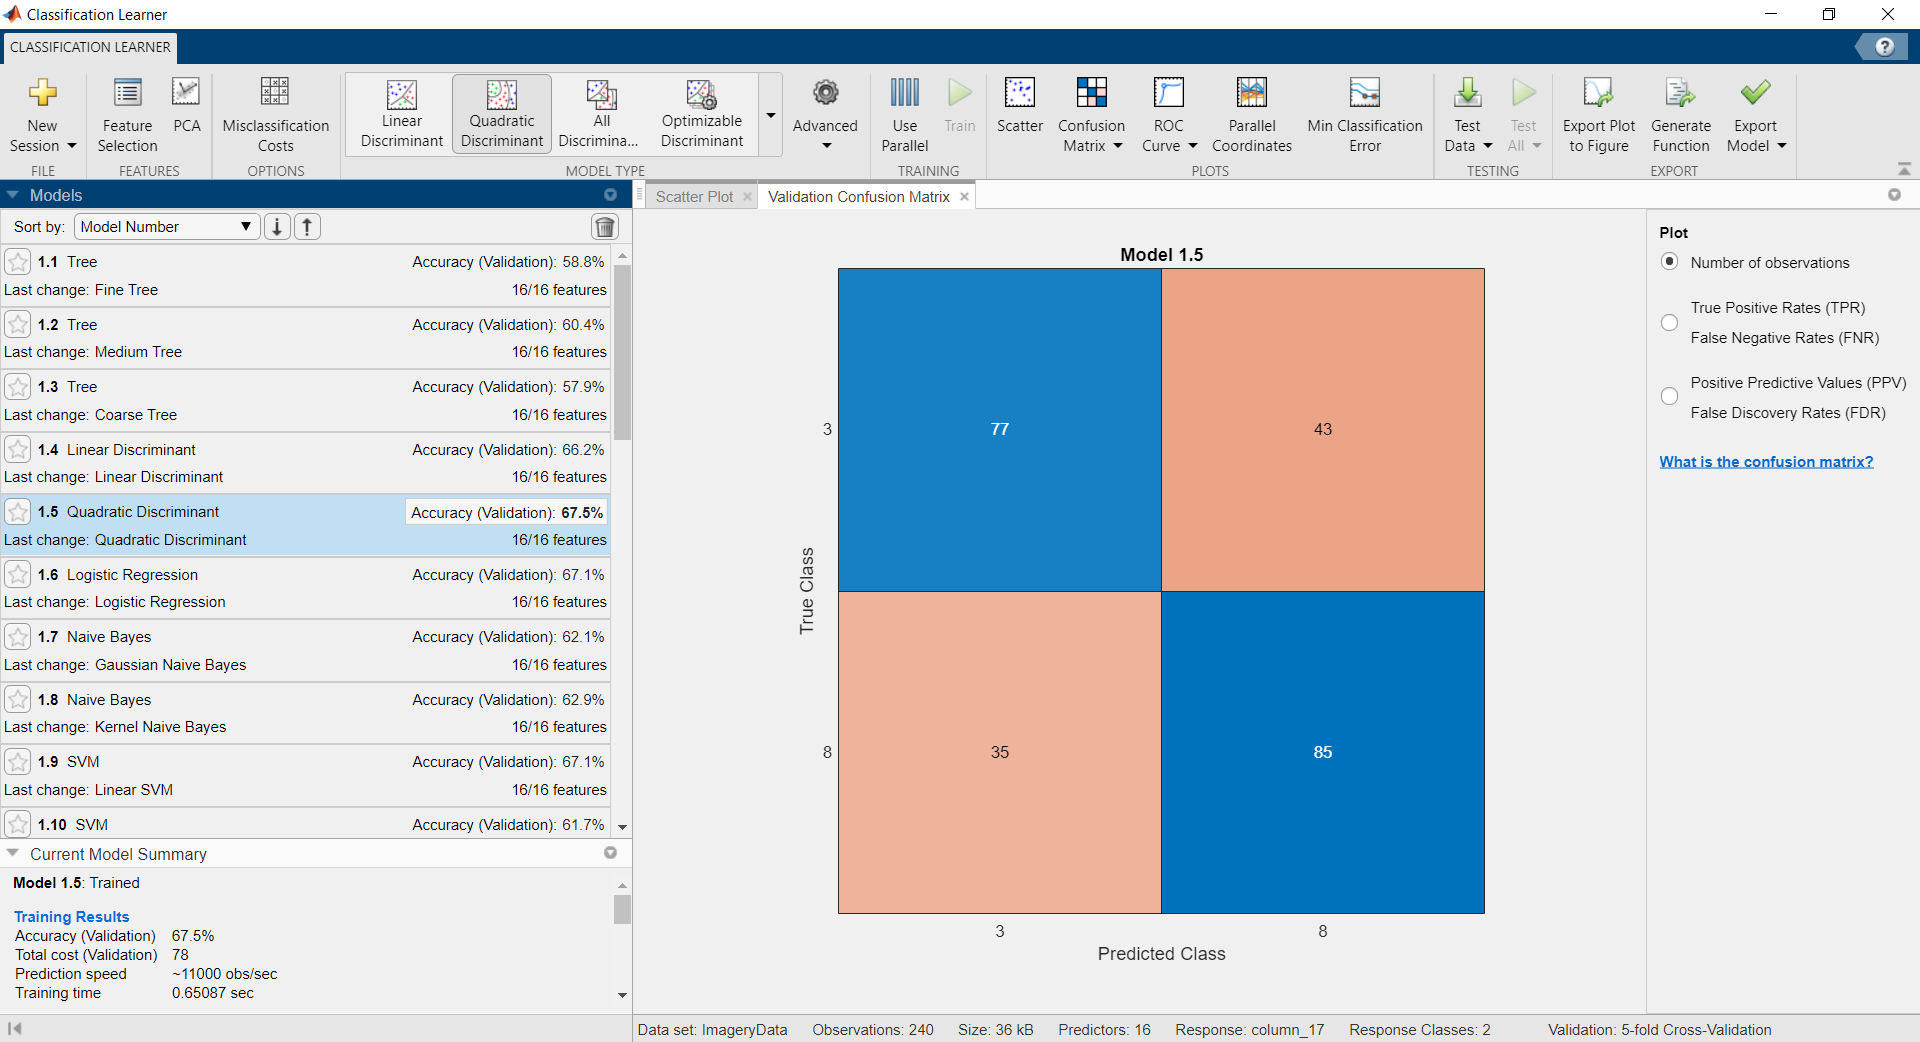 Classification Learner
CLASSIFICATION LEARNER
New Session
Feature Selection
PCA
Misclassification Costs
Linear Discriminant
Quadratic Discriminant
All Discrimina...
Optimizable Discriminant
Advanced
Use Parallel
Train
Scatter
Confusion Matrix
ROC Curve
Parallel Coordinates
Min Classification Error
Test Data
Test All
Export Plot to Figure
Generate Function
Export Model
FILE FEATURES OPTIONS MODEL TYPE TRAINING PLOTS TESTING EXPORT
Models
Sort by: Model Number
1.1 Tree Accuracy (Validation): 58.8%
Last change: Fine Tree 16/16 features
1.2 Tree Accuracy (Validation): 60.4%
Last change: Medium Tree 16/16 features
1.3 Tree Accuracy (Validation): 57.9%
Last change: Coarse Tree 16/16 features
1.4 Linear Discriminant Accuracy (Validation): 66.2%
Last change: Linear Discriminant 16/16 features
1.5 Quadratic Discriminant Accuracy (Validation): 67.5%
Last change: Quadratic Discriminant 16/16 features
1.6 Logistic Regression Accuracy (Validation): 67.1%
Last change: Logistic Regression 16/16 features
1.7 Naive Bayes Accuracy (Validation): 62.1%
Last change: Gaussian Naive Bayes 16/16 features
1.8 Naive Bayes Accuracy (Validation): 62.9%
Last change: Kernel Naive Bayes 16/16 features
1.9 SVM Accuracy (Validation): 67.1%
Last change: Linear SVM 16/16 features
1.10 SVM Accuracy (Validation): 61.7%
Current Model Summary
Model 1.5: Trained
Training Results
Accuracy (Validation) 67.5%
Total cost (Validation) 78
Prediction speed ~11000 obs/sec
Training time 0.65087 sec
Scatter Plot
Validation Confusion Matrix
Model 1.5
True Class
3 77 43
8 35 85
3 8
Predicted Class
Plot
Number of observations
True Positive Rates (TPR)
False Negative Rates (FNR)
Positive Predictive Values (PPV)
False Discovery Rates (FDR)
What is the confusion matrix?
Data set: ImageryData Observations: 240 Size: 36 kB Predictors: 16 Response: column_17 Response Classes: 2 Validation: 5-fold Cross-Validation